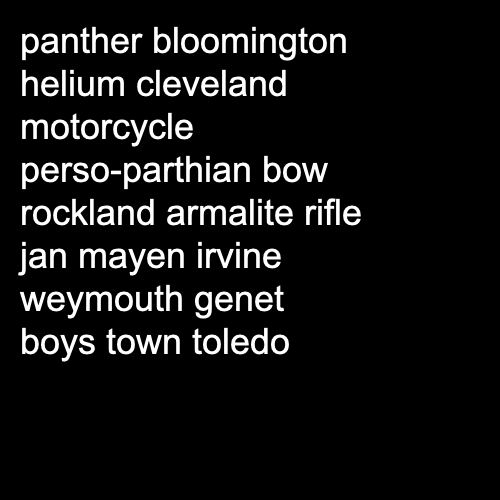 panther bloomington
helium cleveland
motorcycle
perso-parthian bow
rockland armalite rifle
jan mayen irvine
weymouth genet
boys town toledo